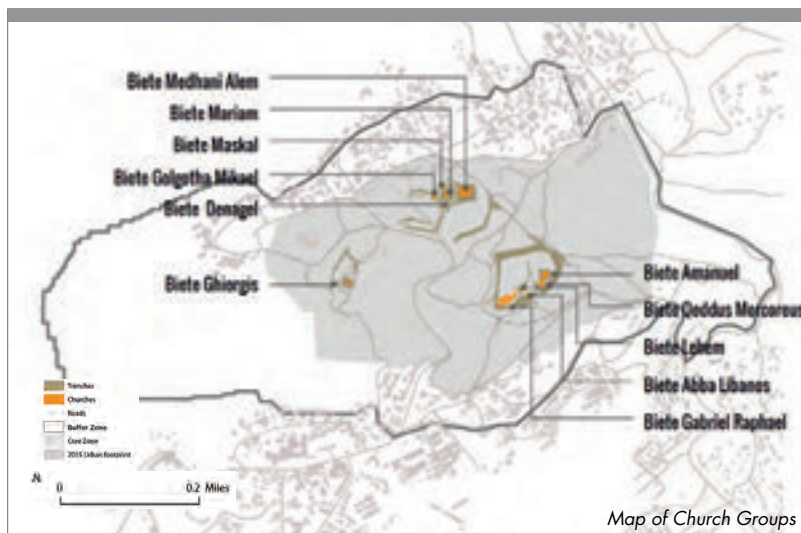 Biete Medhani Alem
Biete Mariam
Biete Maskal
Biete Golgotha Mikael
Biete Denagel
Biete Ghiorgis
Biete Amanuel
Biete Qeddus Mercoreus
Biete Lehem
Biete Abba Libanos
Biete Gabriel Raphael
Trenches
Churches
Roads
Buffer Zone
Core Zone
2015 Urban footprint
N
0 0.2 Miles
Map of Church Groups